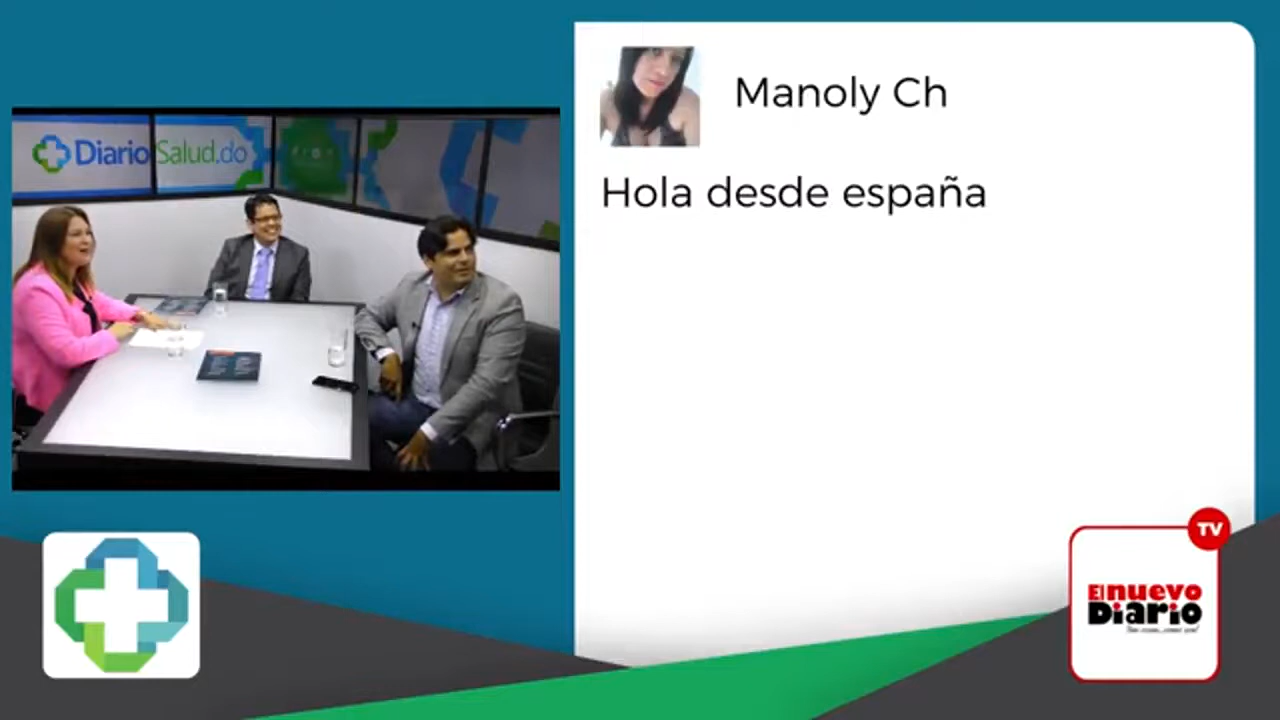 DiarioSalud.do
Manoly Ch
Hola desde españa
TV
El nuevo
Diario